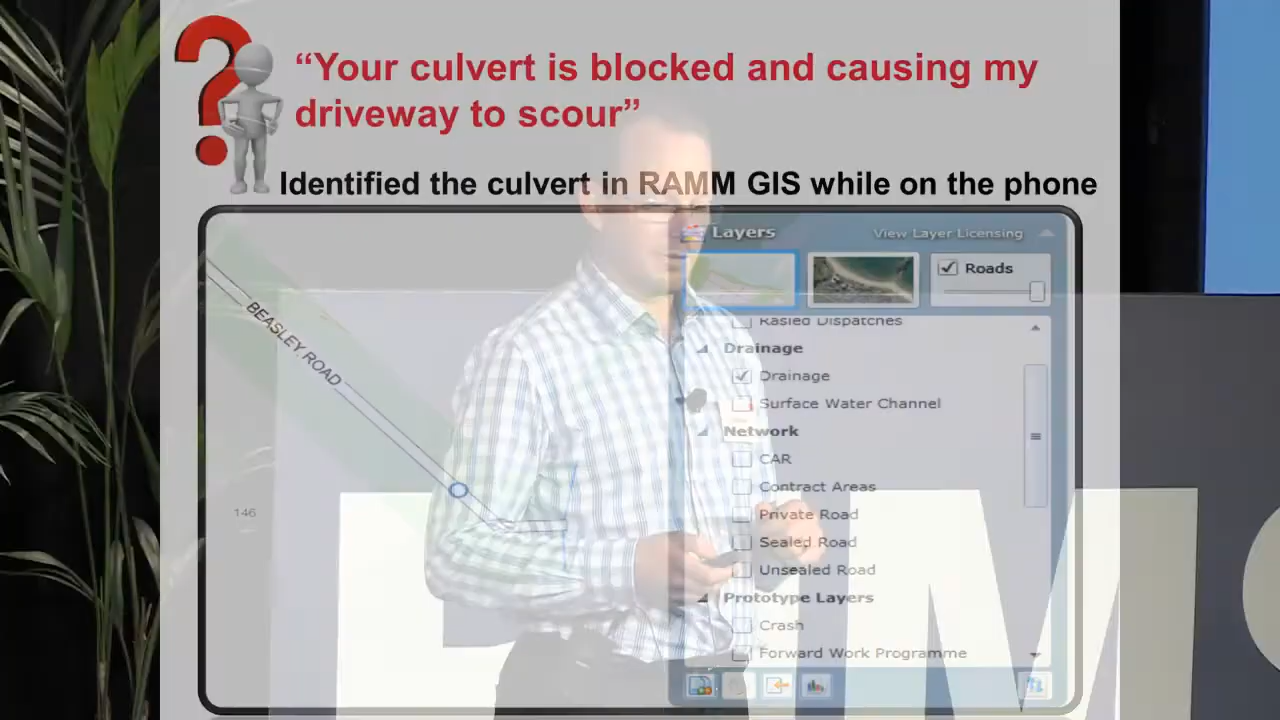 “Your culvert is blocked and causing my
driveway to scour”
Identified the culvert in RAMM GIS while on the phone
Layers
View Layer Licensing
Roads
Rasied Dispatches
Drainage
Drainage
Surface Water Channel
Network
CAR
Contract Areas
Private Road
Sealed Road
Unsealed Road
Prototype Layers
Crash
Forward Work Programme
BEASLEY ROAD
146